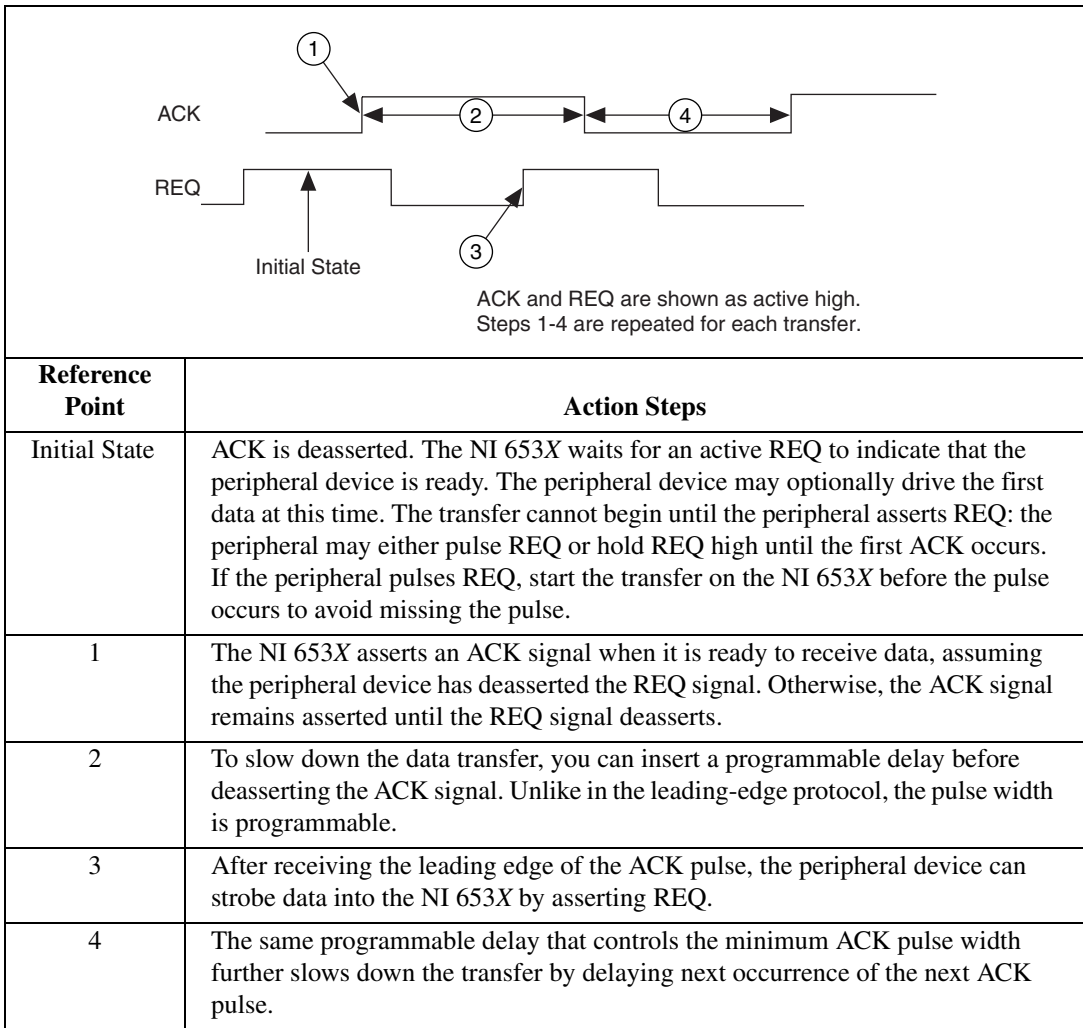 1
ACK
2
4
REQ
3
Initial State
ACK and REQ are shown as active high.
Steps 1-4 are repeated for each transfer.
Reference
Point
Action Steps
Initial State
ACK is deasserted. The NI 653X waits for an active REQ to indicate that the
peripheral device is ready. The peripheral device may optionally drive the first
data at this time. The transfer cannot begin until the peripheral asserts REQ: the
peripheral may either pulse REQ or hold REQ high until the first ACK occurs.
If the peripheral pulses REQ, start the transfer on the NI 653X before the pulse
occurs to avoid missing the pulse.
1
The NI 653X asserts an ACK signal when it is ready to receive data, assuming
the peripheral device has deasserted the REQ signal. Otherwise, the ACK signal
remains asserted until the REQ signal deasserts.
2
To slow down the data transfer, you can insert a programmable delay before
deasserting the ACK signal. Unlike in the leading-edge protocol, the pulse width
is programmable.
3
After receiving the leading edge of the ACK pulse, the peripheral device can
strobe data into the NI 653X by asserting REQ.
4
The same programmable delay that controls the minimum ACK pulse width
further slows down the transfer by delaying next occurrence of the next ACK
pulse.